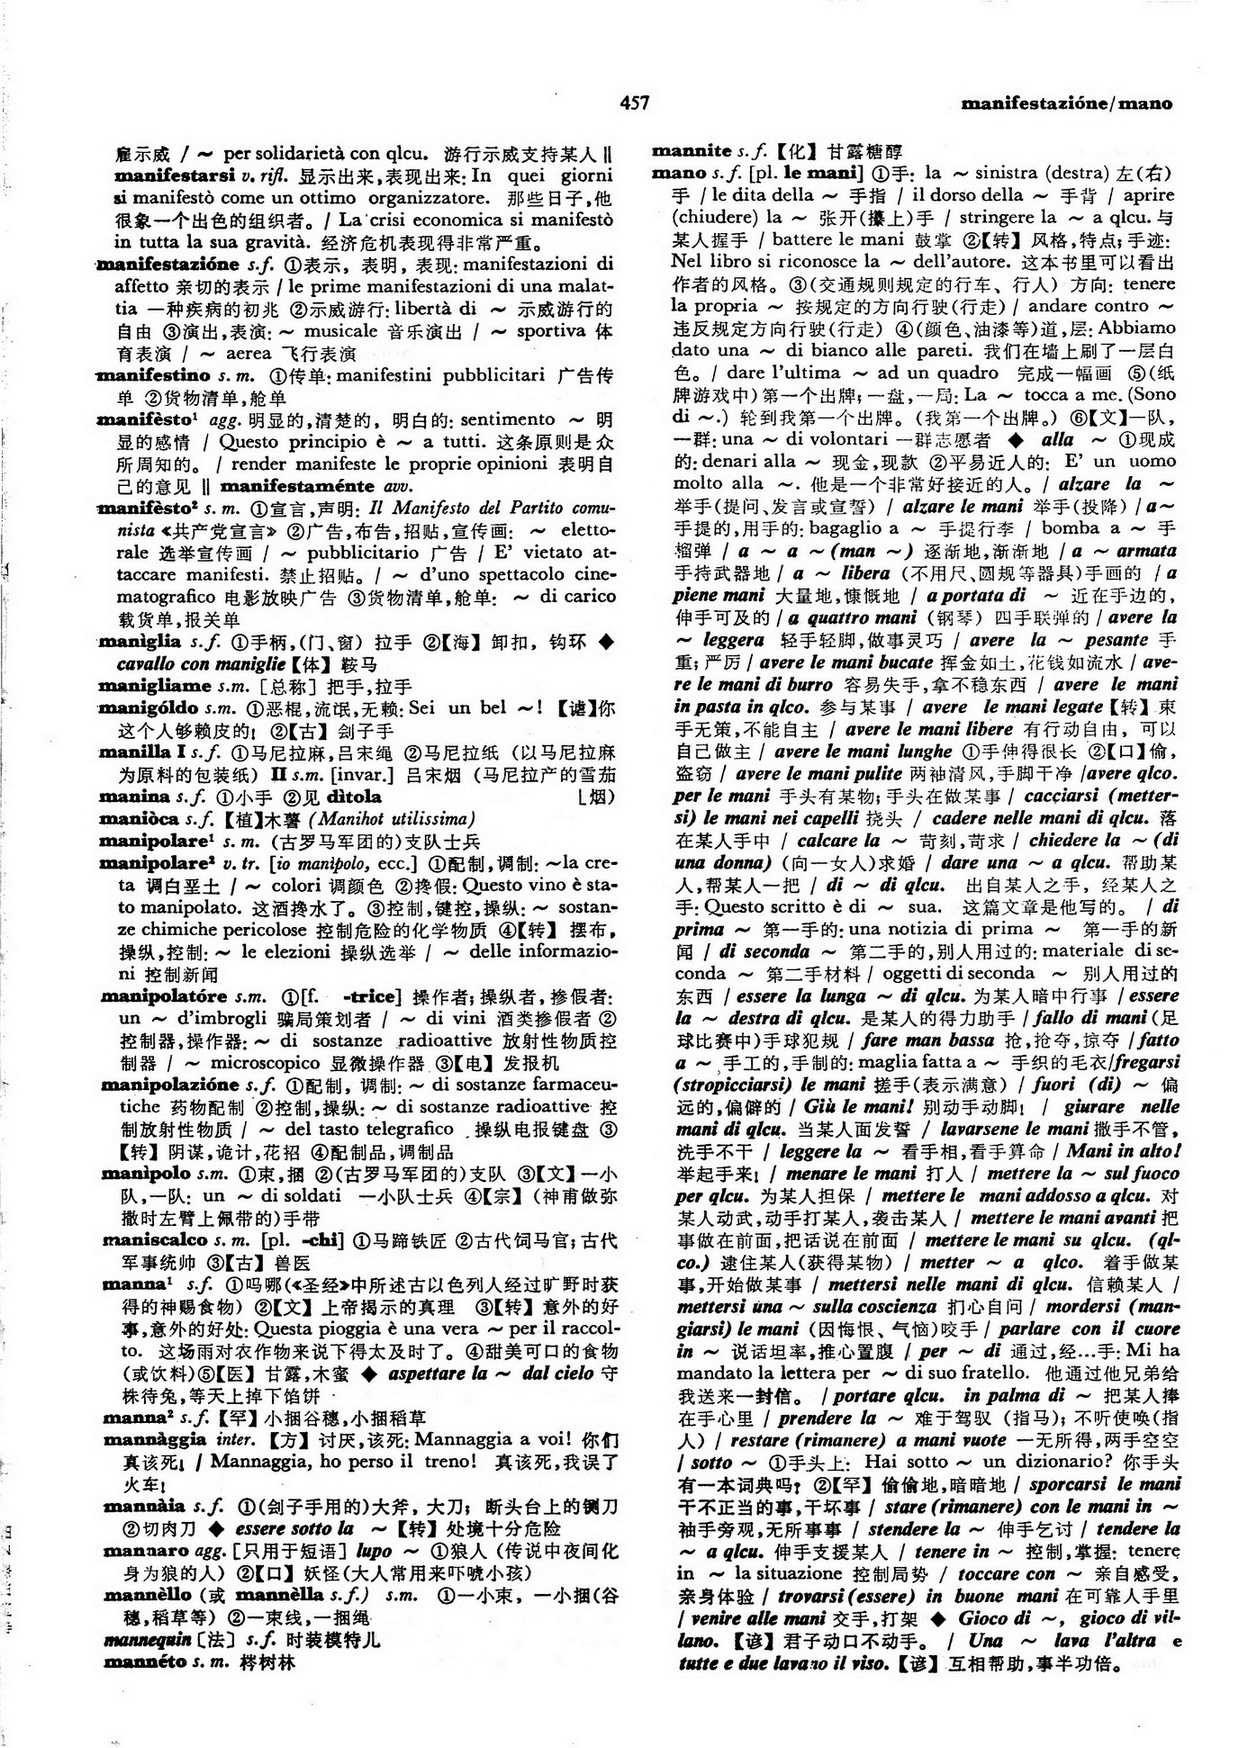 457
manifestazióne/mano
雇示威 / ～ per solidarietà con qlcu. 游行示威支持某人 ‖
manifestarsi v. rifl. 显示出来,表现出来: In quei giorni
si manifestò come un ottimo organizzatore. 那些日子,他
很象一个出色的组织者。/ La crisi economica si manifestò
in tutta la sua gravità. 经济危机表现得非常严重。
manifestazióne s.f. ①表示, 表明, 表现: manifestazioni di
affetto 亲切的表示 / le prime manifestazioni di una malat-
tia 一种疾病的初兆 ②示威游行: libertà di ～ 示威游行的
自由 ③演出,表演: ～ musicale 音乐演出 / ～ sportiva 体
育表演 / ～ aerea 飞行表演
manifestino s. m. ①传单: manifestini pubblicitari 广告传
单 ②货物清单,舱单
manifèsto¹ agg. 明显的,清楚的, 明白的: sentimento ～ 明
显的感情 / Questo principio è ～ a tutti. 这条原则是众
所周知的。/ render manifeste le proprie opinioni 表明自
己的意见 ‖ manifestaménte avv.
manifèsto² s. m. ①宣言,声明: Il Manifesto del Partito comu-
nista 《共产党宣言》 ②广告,布告,招贴,宣传画: ～ eletto-
rale 选举宣传画 / ～ pubblicitario 广告 / E' vietato at-
taccare manifesti. 禁止招贴。/ ～ d'uno spettacolo cine-
matografico 电影放映广告 ③货物清单,舱单: ～ di carico
载货单,报关单
maniglia s.f. ①手柄,(门、窗) 拉手 ②【海】 卸扣, 钩环 ◆
cavallo con maniglie【体】鞍马
manigliame s.m. [总称] 把手,拉手
manigóldo s.m. ①恶棍,流氓,无赖: Sei un bel ～! 【谑】你
这个人够赖皮的! ②【古】 刽子手
manilla I s.f. ①马尼拉麻,吕宋绳 ②马尼拉纸 (以马尼拉麻
为原料的包装纸) II s.m. [invar.] 吕宋烟 (马尼拉产的雪茄
manina s.f. ①小手 ②见 dìtola ⌊烟)
maniòca s.f. 【植】木薯 (Manihot utilissima)
manipolare¹ s. m. (古罗马军团的)支队士兵
manipolare² v. tr. [io manìpolo, ecc.] ①配制,调制: ～la cre-
ta 调白垩土 / ～ colori 调颜色 ②搀假: Questo vino è sta-
to manipolato. 这酒搀水了。③控制,键控,操纵: ～ sostan-
ze chimiche pericolose 控制危险的化学物质 ④【转】 摆布,
操纵,控制: ～ le elezioni 操纵选举 / ～ delle informazio-
ni 控制新闻
manipolatóre s.m. ①[f. -trice] 操作者; 操纵者, 掺假者:
un ～ d'imbrogli 骗局策划者 / ～ di vini 酒类掺假者 ②
控制器,操作器: ～ di sostanze radioattive 放射性物质控
制器 / ～ microscopico 显微操作器 ③【电】 发报机
manipolazióne s.f. ①配制, 调制: ～ di sostanze farmaceu-
tiche 药物配制 ②控制,操纵: ～ di sostanze radioattive 控
制放射性物质 / ～ del tasto telegrafico 操纵电报键盘 ③
【转】 阴谋,诡计,花招 ④配制品,调制品
manìpolo s.m. ①束,捆 ②(古罗马军团的)支队 ③【文】一小
队,一队: un ～ di soldati 一小队士兵 ④【宗】 (神甫做弥
撒时左臂上佩带的)手带
maniscalco s. m. [pl. -chi] ①马蹄铁匠 ②古代饲马官; 古代
军事统帅 ③【古】 兽医
manna¹ s.f. ①吗哪(《圣经》中所述古以色列人经过旷野时获
得的神赐食物) ②【文】上帝揭示的真理 ③【转】意外的好
事,意外的好处: Questa pioggia è una vera ～ per il raccol-
to. 这场雨对农作物来说下得太及时了。④甜美可口的食物
(或饮料)⑤【医】甘露,木蜜 ◆ aspettare la ～ dal cielo 守
株待兔,等天上掉下馅饼
manna² s.f. 【罕】小捆谷穗,小捆稻草
mannàggia inter. 【方】 讨厌,该死: Mannaggia a voi! 你们
真该死! / Mannaggia, ho perso il treno! 真该死,我误了
火车!
mannàia s.f. ①(刽子手用的)大斧, 大刀; 断头台上的铡刀
②切肉刀 ◆ essere sotto la ～【转】处境十分危险
mannaro agg. [只用于短语] lupo ～ ①狼人 (传说中夜间化
身为狼的人) ②【口】妖怪(大人常用来吓唬小孩)
mannèllo (或 mannèlla s.f.) s.m. ①一小束, 一小捆(谷
穗,稻草等) ②一束线,一捆绳
mannequin [法] s.f. 时装模特儿
mannéto s. m. 梣树林
mannite s.f. 【化】 甘露糖醇
mano s.f. [pl. le mani] ①手: la ～ sinistra (destra) 左(右)
手 / le dita della ～ 手指 / il dorso della ～ 手背 / aprire
(chiudere) la ～ 张开(攥上)手 / stringere la ～ a qlcu. 与
某人握手 / battere le mani 鼓掌 ②【转】 风格,特点; 手迹:
Nel libro si riconosce la ～ dell'autore. 这本书里可以看出
作者的风格。③(交通规则规定的行车、行人) 方向: tenere
la propria ～ 按规定的方向行驶(行走) / andare contro ～
违反规定方向行驶(行走) ④(颜色、油漆等)道,层: Abbiamo
dato una ～ di bianco alle pareti. 我们在墙上刷了一层白
色。/ dare l'ultima ～ ad un quadro 完成一幅画 ⑤(纸
牌游戏中)第一个出牌;一盘,一局: La ～ tocca a me. (Sono
di ～.) 轮到我第一个出牌。(我第一个出牌。) ⑥【文】一队,
一群: una ～ di volontari 一群志愿者 ◆ alla ～ ①现成
的: denari alla ～ 现金,现款 ②平易近人的: E' un uomo
molto alla ～. 他是一个非常好接近的人。/ alzare la ～
举手(提问、发言或宣誓) / alzare le mani 举手(投降) / a～
手提的,用手的: bagaglio a ～ 手提行李 / bomba a ～ 手
榴弹 / a ～ a ～ (man ～) 逐渐地,渐渐地 / a ～ armata
手持武器地 / a ～ libera (不用尺、圆规等器具)手画的 / a
piene mani 大量地,慷慨地 / a portata di ～ 近在手边的,
伸手可及的 / a quattro mani (钢琴) 四手联弹的 / avere la
～ leggera 轻手轻脚,做事灵巧 / avere la ～ pesante 手
重; 严厉 / avere le mani bucate 挥金如土,花钱如流水 / ave-
re le mani di burro 容易失手,拿不稳东西 / avere le mani
in pasta in qlco. 参与某事 / avere le mani legate【转】束
手无策,不能自主 / avere le mani libere 有行动自由, 可以
自己做主 / avere le mani lunghe ①手伸得很长 ②【口】偷,
盗窃 / avere le mani pulite 两袖清风,手脚干净 /avere qlco.
per le mani 手头有某物; 手头在做某事 / cacciarsi (metter-
si) le mani nei capelli 挠头 / cadere nelle mani di qlcu. 落
在某人手中 / calcare la ～ 苛刻,苛求 / chiedere la ～ (di
una donna) (向一女人)求婚 / dare una ～ a qlcu. 帮助某
人,帮某人一把 / di ～ di qlcu. 出自某人之手, 经某人之
手: Questo scritto è di ～ sua. 这篇文章是他写的。 / di
prima ～ 第一手的: una notizia di prima ～ 第一手的新
闻 / di seconda ～ 第二手的,别人用过的: materiale di se-
conda ～ 第二手材料 / oggetti di seconda ～ 别人用过的
东西 / essere la lunga ～ di qlcu. 为某人暗中行事 / essere
la ～ destra di qlcu. 是某人的得力助手 / fallo di mani (足
球比赛中)手球犯规 / fare man bassa 抢,抢夺,掠夺 /fatto
a ～ 手工的,手制的: maglia fatta a ～ 手织的毛衣/fregarsi
(stropicciarsi) le mani 搓手(表示满意) / fuori (di) ～ 偏
远的,偏僻的 / Giù le mani! 别动手动脚! / giurare nelle
mani di qlcu. 当某人面发誓 / lavarsene le mani 撒手不管,
洗手不干 / leggere la ～ 看手相,看手算命 / Mani in alto!
举起手来! / menare le mani 打人 / mettere la ～ sul fuoco
per qlcu. 为某人担保 / mettere le mani addosso a qlcu. 对
某人动武,动手打某人,袭击某人 / mettere le mani avanti 把
事做在前面,把话说在前面 / mettere le mani su qlcu. (ql-
co.) 逮住某人(获得某物) / metter ～ a qlco. 着手做某
事,开始做某事 / mettersi nelle mani di qlcu. 信赖某人 /
mettersi una ～ sulla coscienza 扪心自问 / mordersi (man-
giarsi) le mani (因悔恨、气恼)咬手 / parlare con il cuore
in ～ 说话坦率,推心置腹 / per ～ di 通过,经...手: Mi ha
mandato la lettera per ～ di suo fratello. 他通过他兄弟给
我送来一封信。 / portare qlcu. in palma di ～ 把某人捧
在手心里 / prendere la ～ 难于驾驭 (指马); 不听使唤(指
人) / restare (rimanere) a mani vuote 一无所得,两手空空
/ sotto ～ ①手头上: Hai sotto ～ un dizionario? 你手头
有一本词典吗? ②【罕】 偷偷地,暗暗地 / sporcarsi le mani
干不正当的事,干坏事 / stare (rimanere) con le mani in ～
袖手旁观,无所事事 / stendere la ～ 伸手乞讨 / tendere la
～ a qlcu. 伸手支援某人 / tenere in ～ 控制,掌握: tenere
in ～ la situazione 控制局势 / toccare con ～ 亲自感受,
亲身体验 / trovarsi (essere) in buone mani 在可靠人手里
/ venire alle mani 交手,打架 ◆ Gioco di ～, gioco di vil-
lano. 【谚】君子动口不动手。 / Una ～ lava l'altra e
tutte e due lavano il viso. 【谚】 互相帮助,事半功倍。